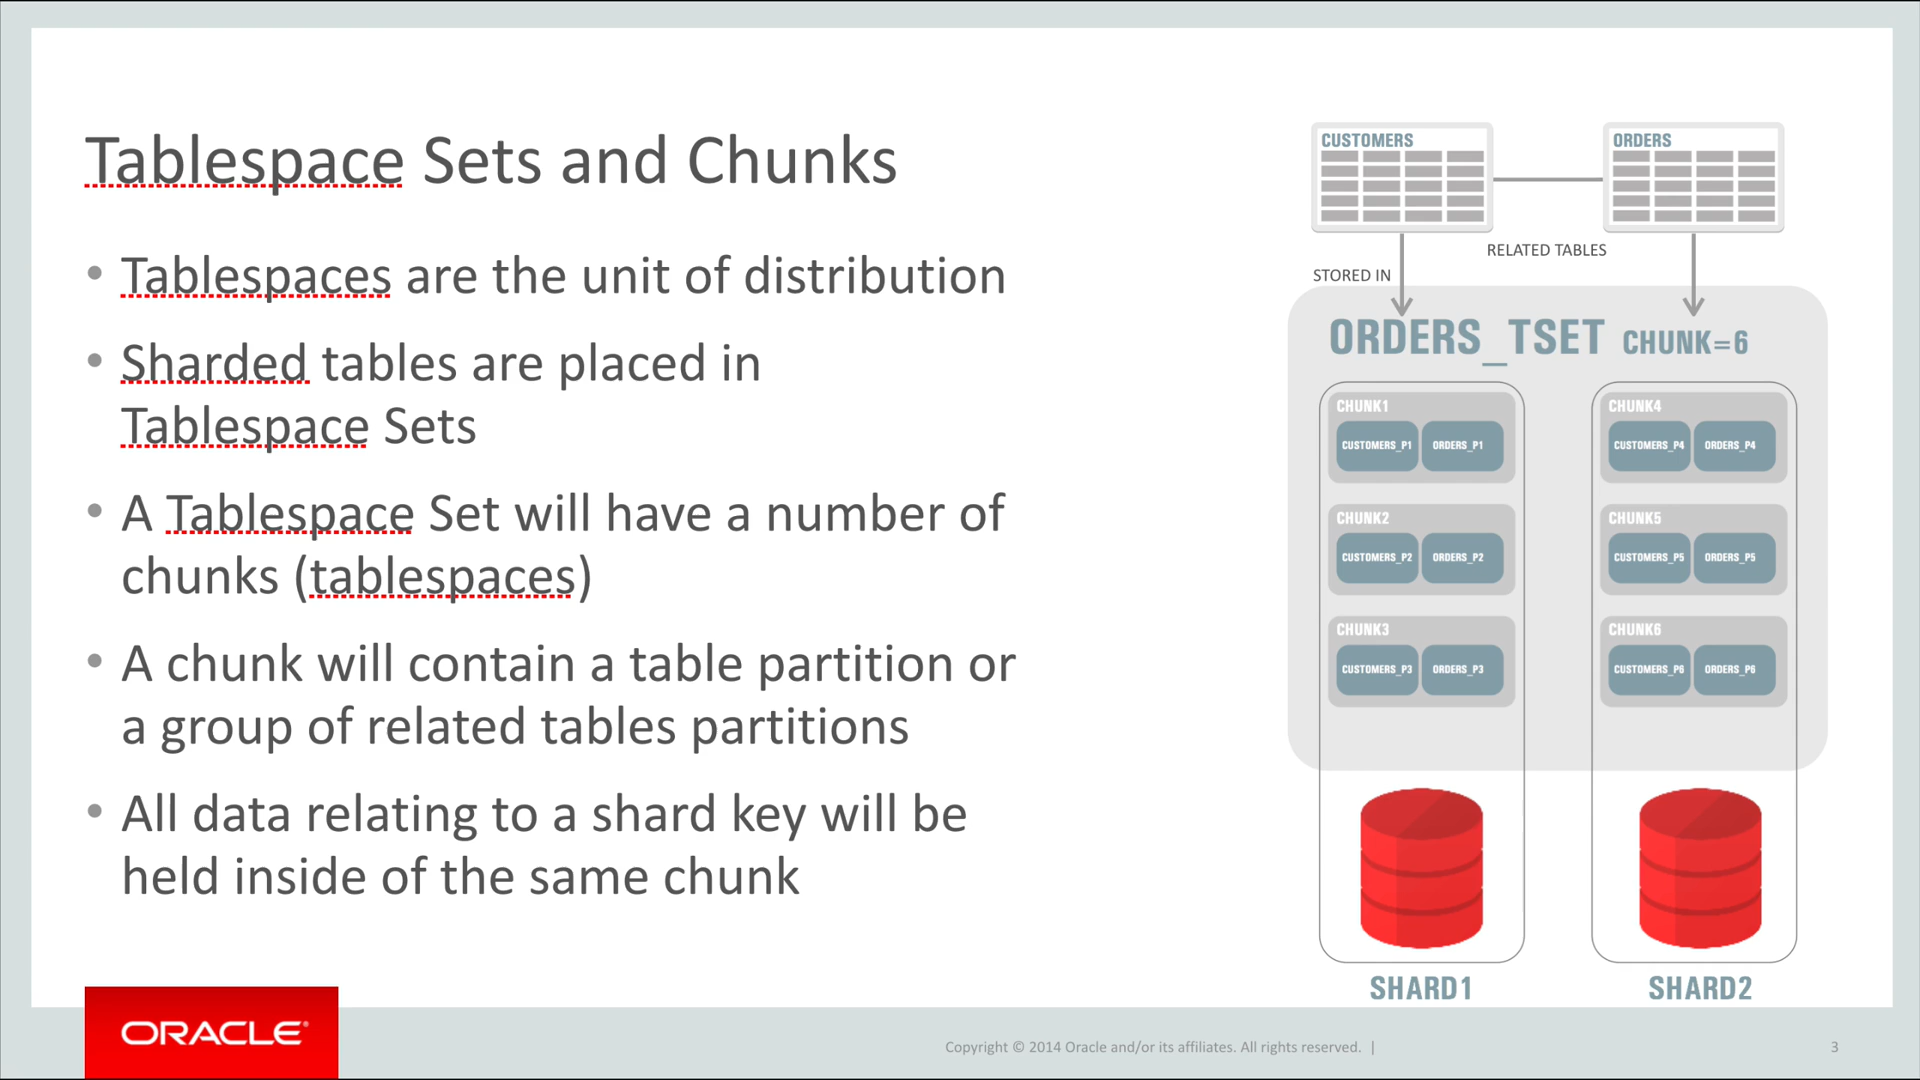 Tablespace Sets and Chunks
• Tablespaces are the unit of distribution
• Sharded tables are placed in
Tablespace Sets
• A Tablespace Set will have a number of
chunks (tablespaces)
• A chunk will contain a table partition or
a group of related tables partitions
• All data relating to a shard key will be
held inside of the same chunk
CUSTOMERS
ORDERS
RELATED TABLES
STORED IN
ORDERS_TSET CHUNK=6
CHUNK1
CUSTOMERS_P1 ORDERS_P1
CHUNK2
CUSTOMERS_P2 ORDERS_P2
CHUNK3
CUSTOMERS_P3 ORDERS_P3
CHUNK4
CUSTOMERS_P4 ORDERS_P4
CHUNK5
CUSTOMERS_P5 ORDERS_P5
CHUNK6
CUSTOMERS_P6 ORDERS_P6
SHARD1
SHARD2
ORACLE®
Copyright © 2014 Oracle and/or its affiliates. All rights reserved. |
3